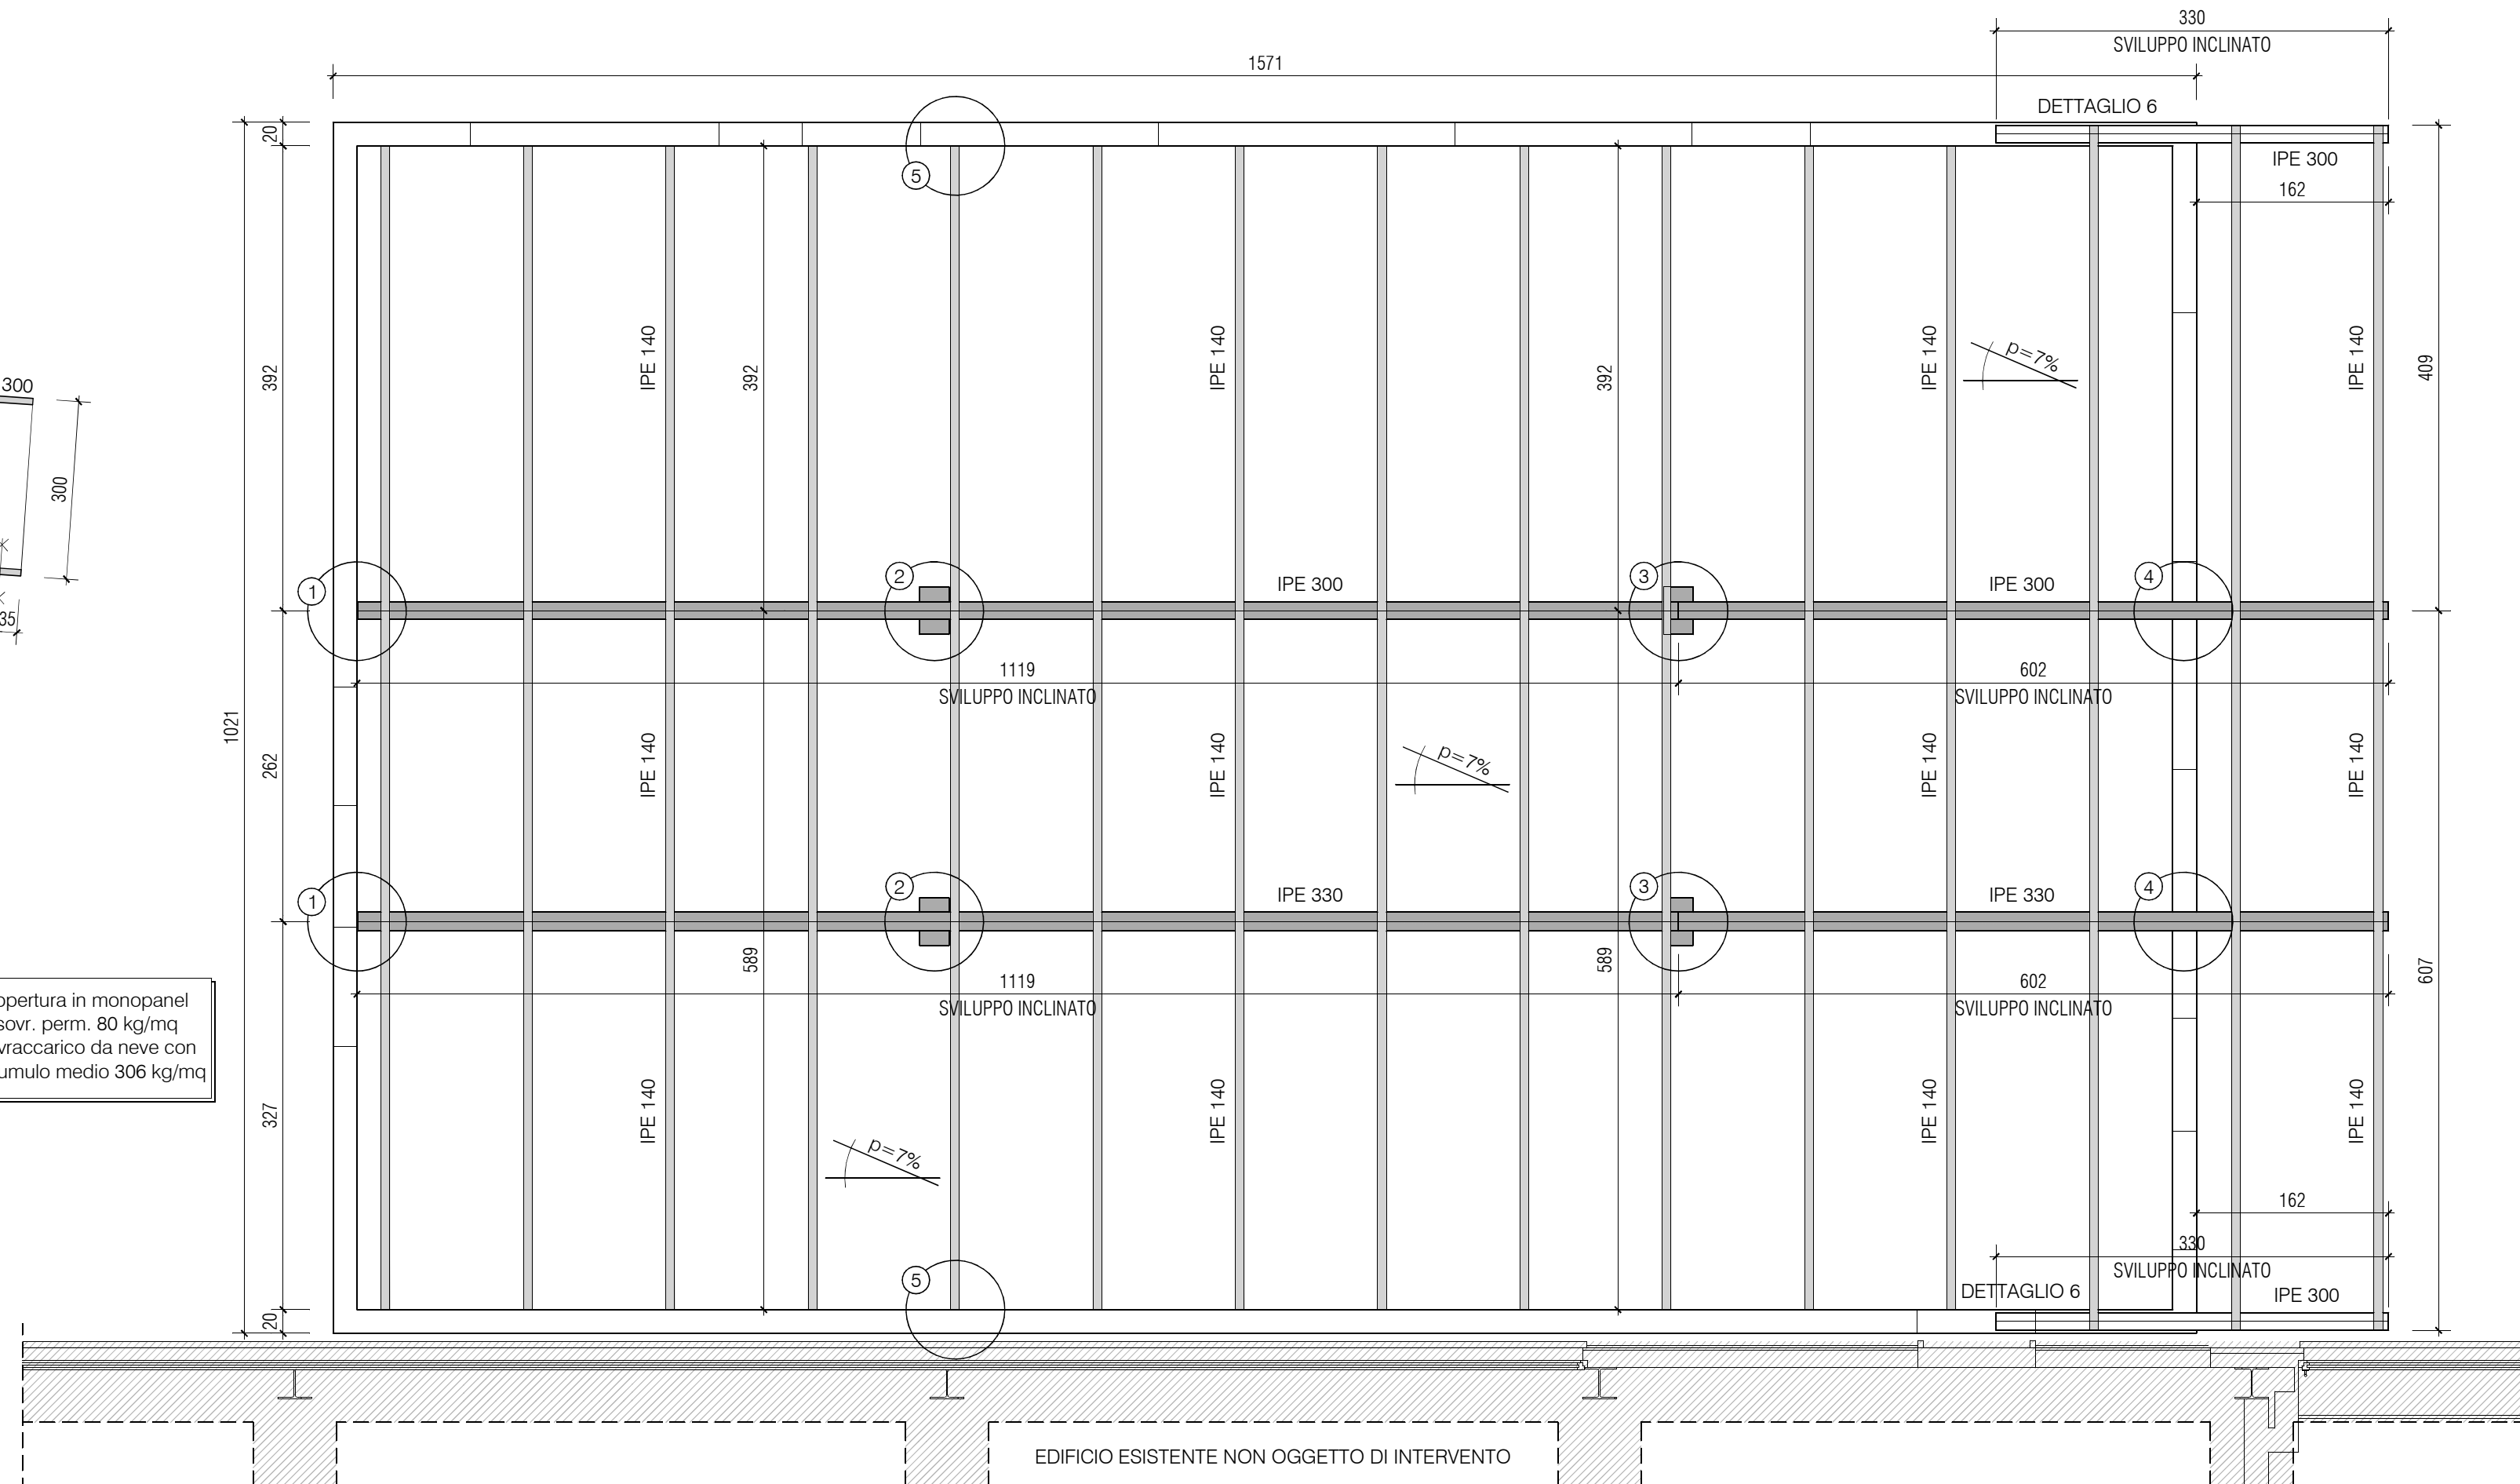 330
SVILUPPO INCLINATO
1571
DETTAGLIO 6
20
IPE 300
5
162
IPE 140
IPE 140
IPE 140
IPE 140
p=7%
392
392
392
409
300
300
35
1
2
3
4
IPE 300
IPE 300
1119
SVILUPPO INCLINATO
602
SVILUPPO INCLINATO
1021
262
IPE 140
IPE 140
IPE 140
IPE 140
p=7%
1
2
3
4
IPE 330
IPE 330
589
589
607
1119
SVILUPPO INCLINATO
602
SVILUPPO INCLINATO
opertura in monopanel
sovr. perm. 80 kg/mq
vraccarico da neve con
umulo medio 306 kg/mq
327
IPE 140
IPE 140
IPE 140
IPE 140
p=7%
162
330
SVILUPPO INCLINATO
5
DETTAGLIO 6
IPE 300
20
EDIFICIO ESISTENTE NON OGGETTO DI INTERVENTO